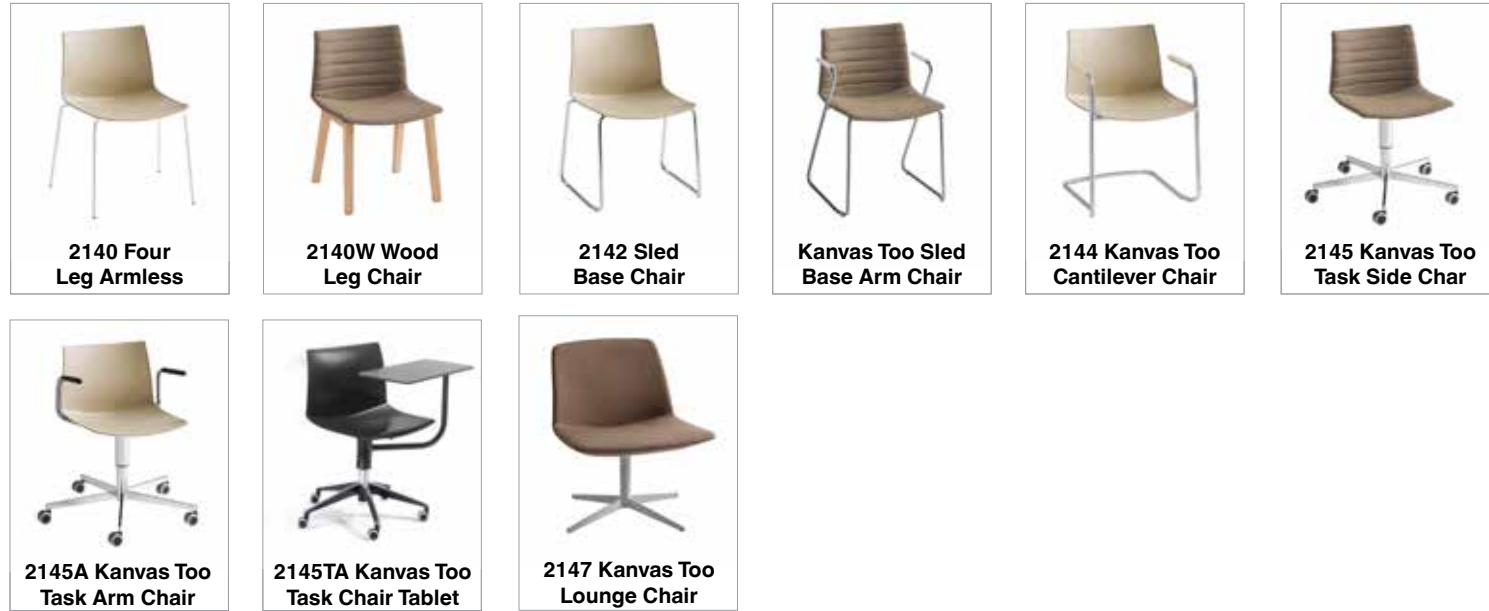 2140 Four
Leg Armless
2140W Wood
Leg Chair
2142 Sled
Base Chair
Kanvas Too Sled
Base Arm Chair
2144 Kanvas Too
Cantilever Chair
2145 Kanvas Too
Task Side Char
2145A Kanvas Too
Task Arm Chair
2145TA Kanvas Too
Task Chair Tablet
2147 Kanvas Too
Lounge Chair